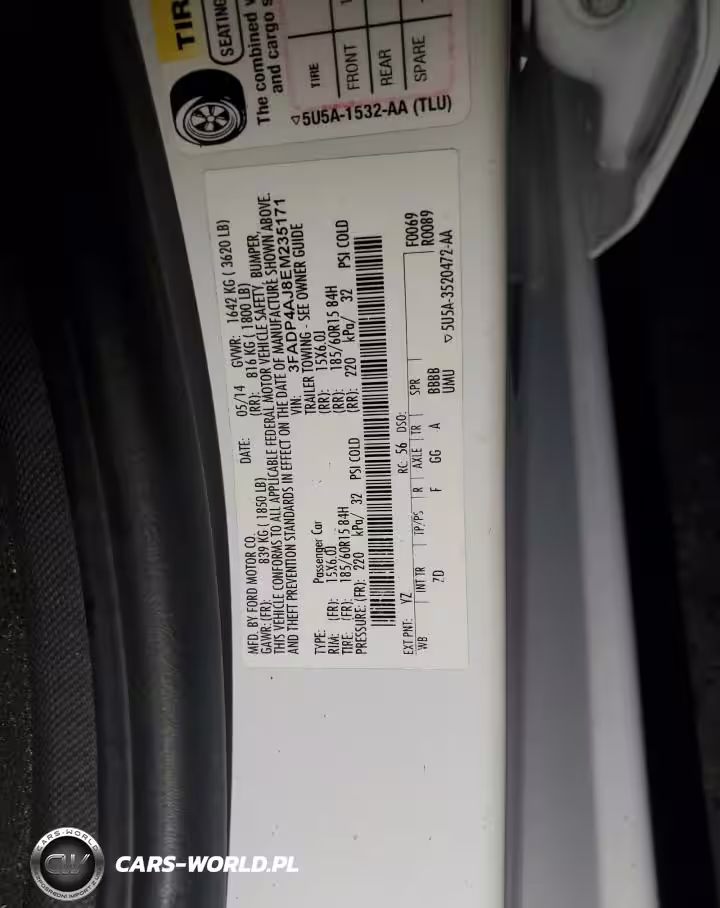 TIR
SEATING
The combined w
and cargo s
TIRE
FRONT
REAR
SPARE
5U5A-1532-AA (TLU)
MFD. BY FORD MOTOR CO. DATE: 05/14 GVWR: 1642 KG ( 3620 LB)
GAWR: (FR): 839 KG ( 1850 LB) (RR): 816 KG ( 1800 LB)
THIS VEHICLE CONFORMS TO ALL APPLICABLE FEDERAL MOTOR VEHICLE SAFETY, BUMPER,
AND THEFT PREVENTION STANDARDS IN EFFECT ON THE DATE OF MANUFACTURE SHOWN ABOVE.
VIN: 3FADP4AJ8EM235171
TYPE: Passenger Car TRAILER TOWING - SEE OWNER GUIDE
RIM: (FR): 15X6.0J (RR): 15X6.0J
TIRE: (FR): 185/60R15 84H (RR): 185/60R15 84H
PRESSURE: (FR): 220 kPa/ 32 PSI COLD (RR): 220 kPa/ 32 PSI COLD
EXT PNT: YZ RC: 56 DSO: F0069
R0089
WB INT TR TP/PS R AXLE TR SPR
7D F GG A BBBB
UMU
5U5A-3520472-AA
CARS-WORLD
CW
CARS-WORLD.PL